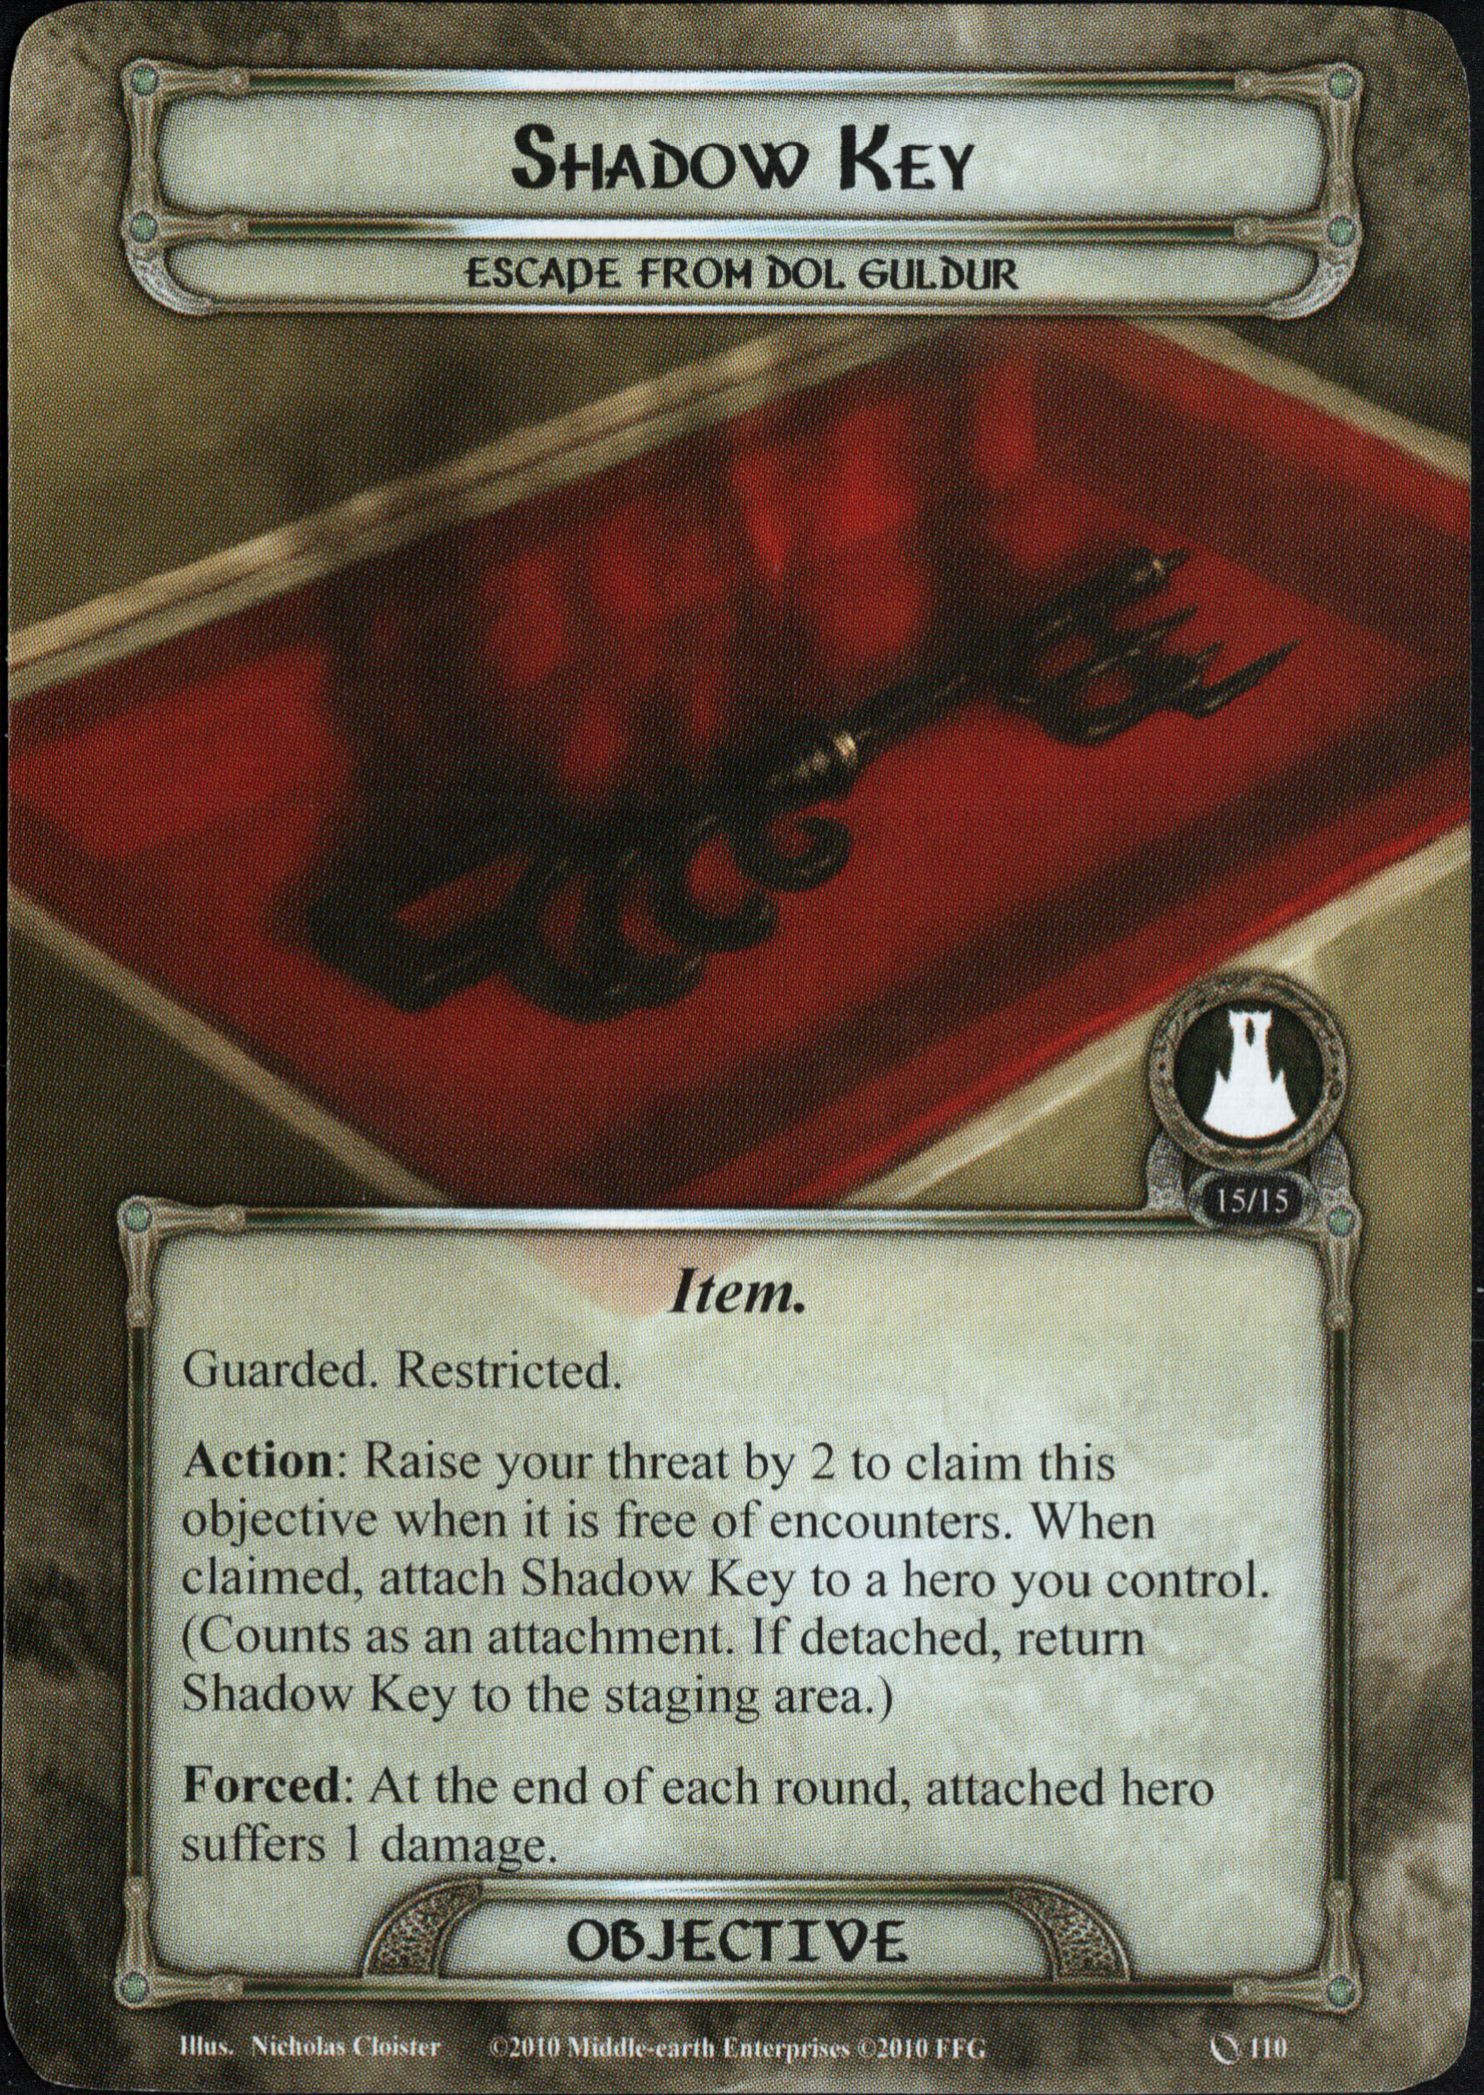 SHADOW KEY
ESCAPE FROM DOL GULDUR
15/15
Item.
Guarded. Restricted.
Action: Raise your threat by 2 to claim this
objective when it is free of encounters. When
claimed, attach Shadow Key to a hero you control.
(Counts as an attachment. If detached, return
Shadow Key to the staging area.)
Forced: At the end of each round, attached hero
suffers 1 damage.
OBJECTIVE
Illus. Nicholas Cloister ©2010 Middle-earth Enterprises ©2010 FFG 110